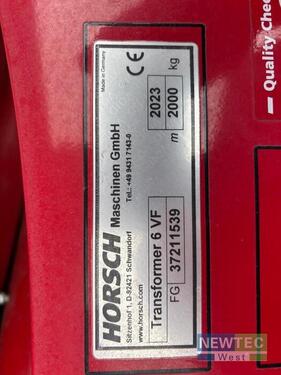 HORSCH Maschinen GmbH
Sitzenhof 1, D-92421 Schwandorf Tel.: +49 9431 7143-0
www.horsch.com Made in Germany
CE
Transformer 6 VF 2023
FG 37211539 m 2000 kg
Quality Chec
NEWTEC
West